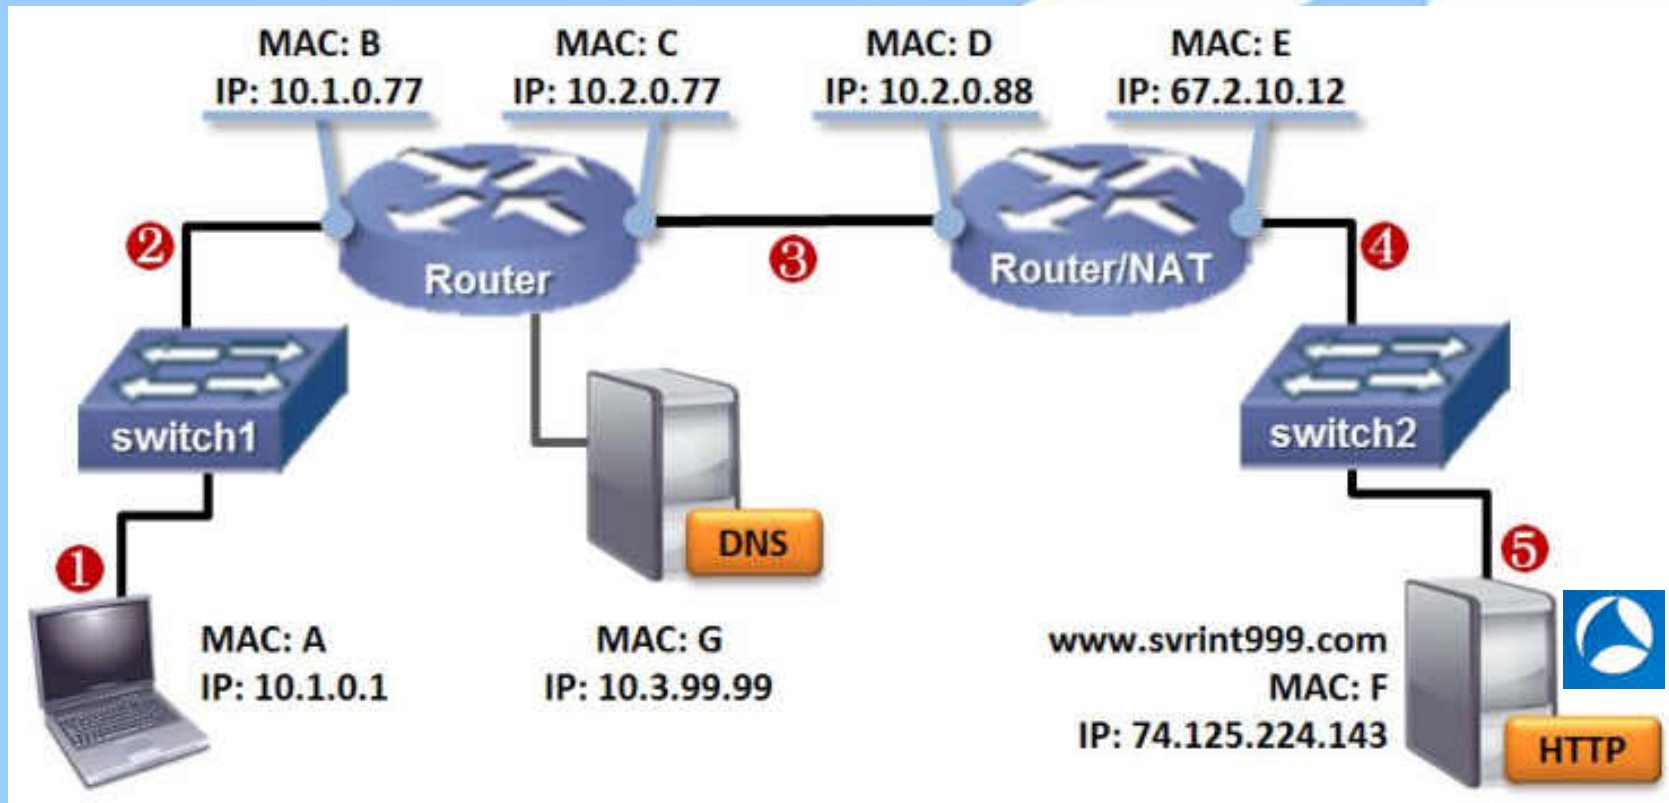 MAC: B
IP: 10.1.0.77
MAC: C
IP: 10.2.0.77
MAC: D
IP: 10.2.0.88
MAC: E
IP: 67.2.10.12
2
Router
3
Router/NAT
4
switch1
switch2
DNS
1
5
MAC: A
IP: 10.1.0.1
MAC: G
IP: 10.3.99.99
www.svrint999.com
MAC: F
IP: 74.125.224.143
HTTP